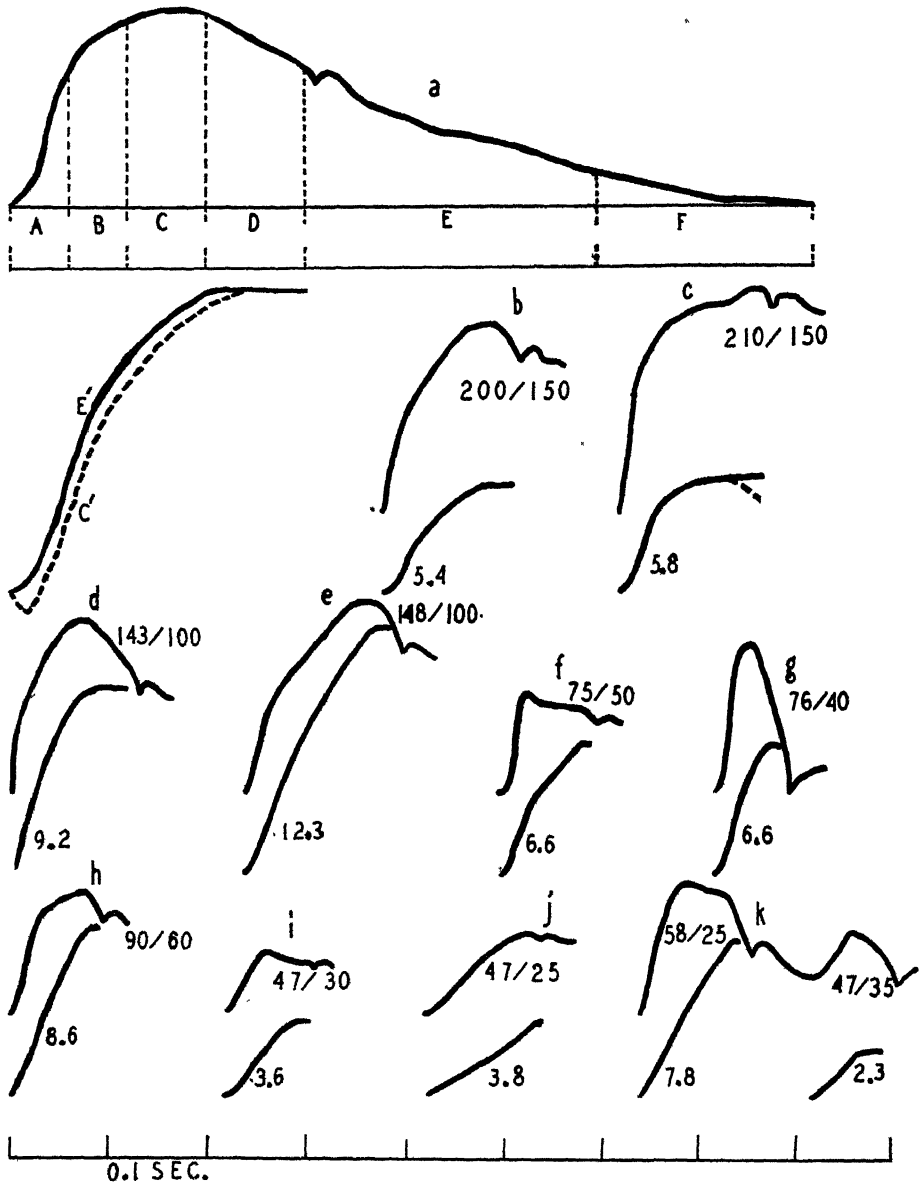 a
A B C D E F
b
c
200/150
210/150
E'
C'
5.4
5.8
d
e
143/100
148/100
f
75/50
g
76/40
9.2
12.3
6.6
6.6
h
90/60
i
47/30
j
47/25
k
58/25
47/35
8.6
3.6
3.8
7.8
2.3
0.1 SEC.